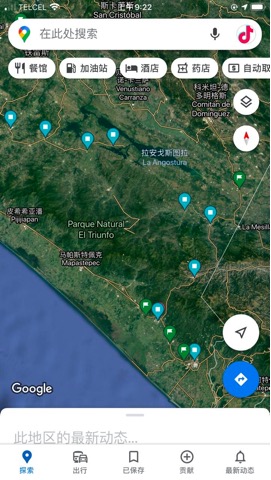 TELCEL
上午9:22
斯卡
San Cristóbal
在此处搜索
餐馆
加油站
酒店
药店
自动取
Venustiano
Carranza
科米坦-德
多明格斯
Comitán de
Domínguez
拉安戈斯图拉
La Angostura
La Mesilla
皮希希亚潘
Pijijiapan
Parque Natural
El Triunfo
马帕斯特佩克
Mapastepec
Google
此地区的最新动态...
探索
出行
已保存
贡献
最新动态